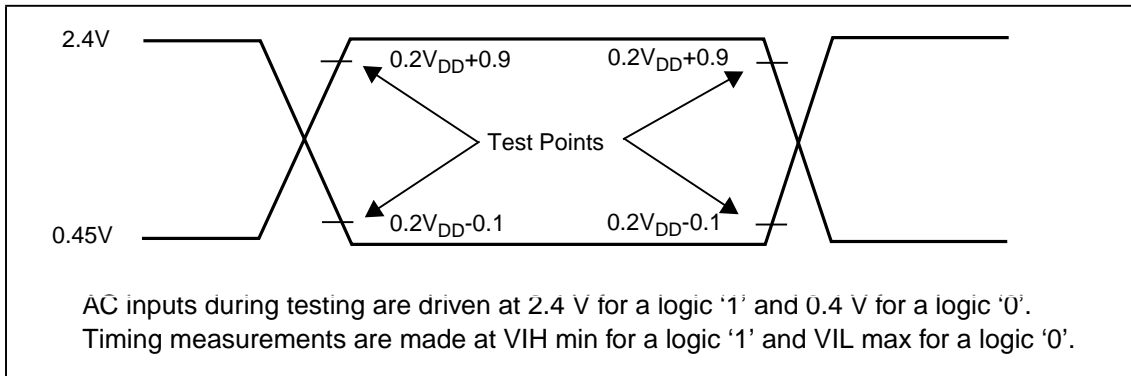 2.4V
0.2VDD+0.9 0.2VDD+0.9
Test Points
0.45V 0.2VDD-0.1 0.2VDD-0.1
AC inputs during testing are driven at 2.4 V for a logic ‘1’ and 0.4 V for a logic ‘0’.
Timing measurements are made at VIH min for a logic ‘1’ and VIL max for a logic ‘0’.